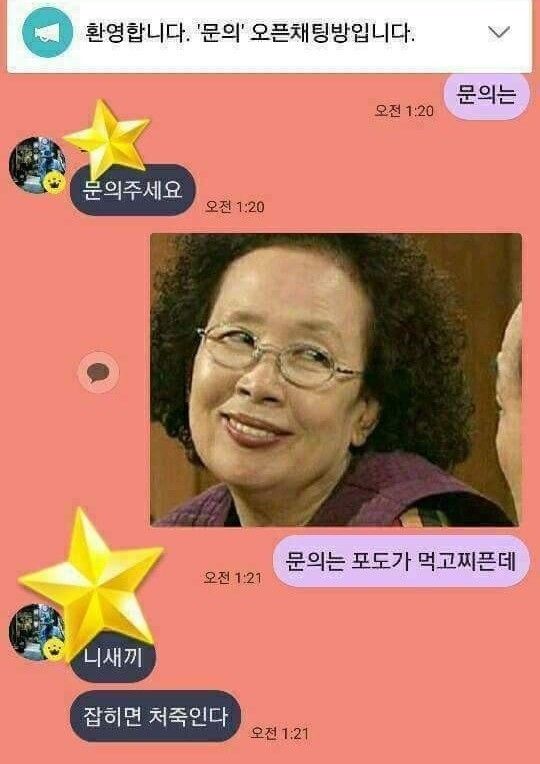 환영합니다. '문의' 오픈채팅방입니다.
문의는
오전 1:20
문의주세요
오전 1:20
문의는 포도가 먹고찌픈데
오전 1:21
니새끼
잡히면 처죽인다
오전 1:21